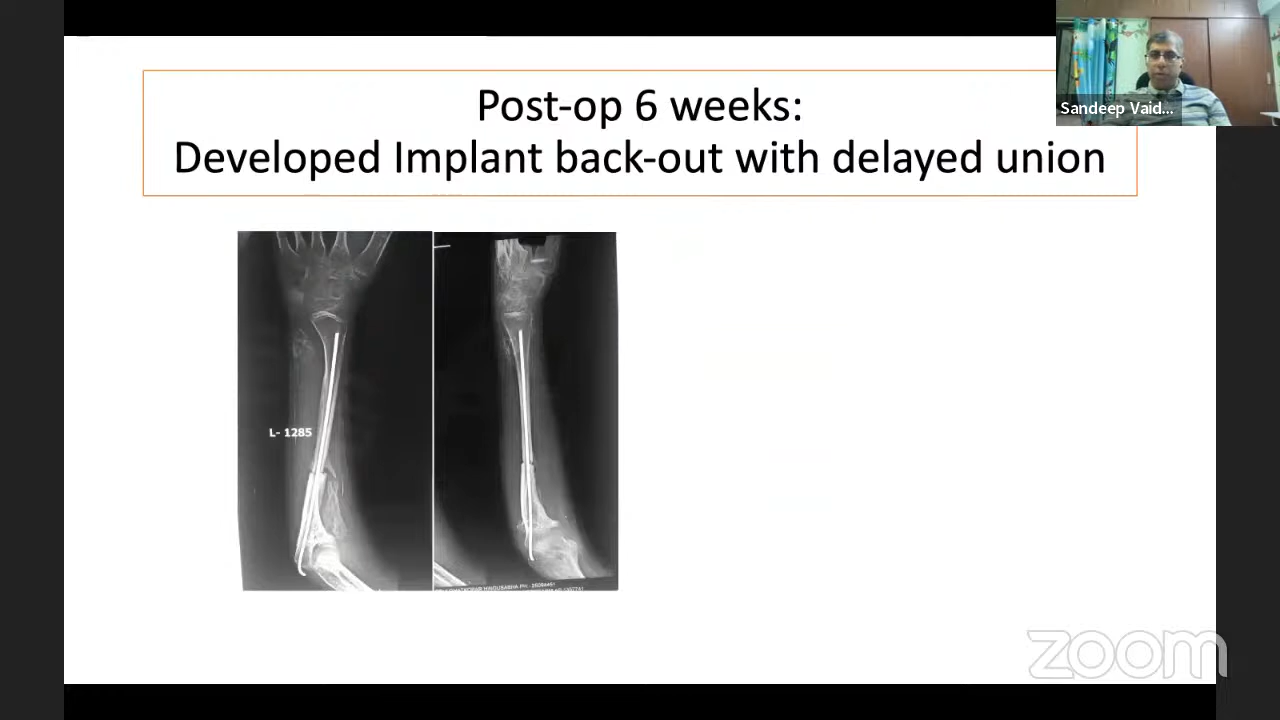 Post-op 6 weeks:
Developed Implant back-out with delayed union
Sandeep Vaid...
L- 1285
zoom